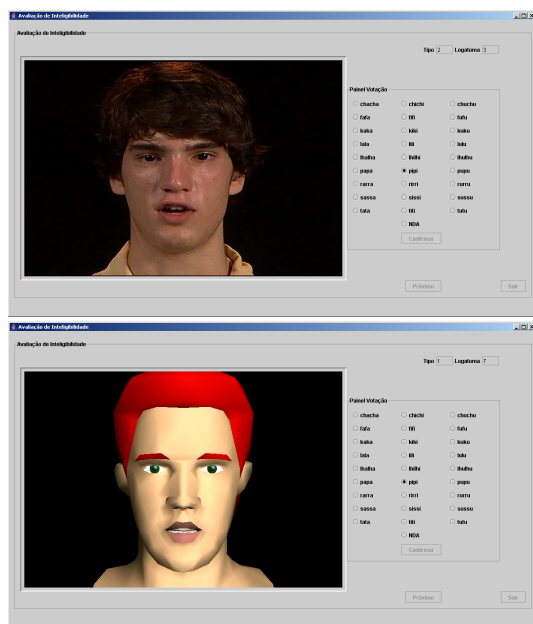 Avaliação de Inteligibilidade
Avaliação de Inteligibilidade
Tipo 2 Logatoma 3
Painel Votação
chacha chichi chuchu
fafa fifi fufu
kaka kiki kuku
lala lili lulu
lhalha lhilhi lhulhu
papa pipi pupu
rarra rirri rurru
sassa sissi sussu
tata titi tutu
NDA
Confirmar
Próximo Sair
Avaliação de Inteligibilidade
Avaliação de Inteligibilidade
Tipo 1 Logatoma 7
Painel Votação
chacha chichi chuchu
fafa fifi fufu
kaka kiki kuku
lala lili lulu
lhalha lhilhi lhulhu
papa pipi pupu
rarra rirri rurru
sassa sissi sussu
tata titi tutu
NDA
Confirmar
Próximo Sair